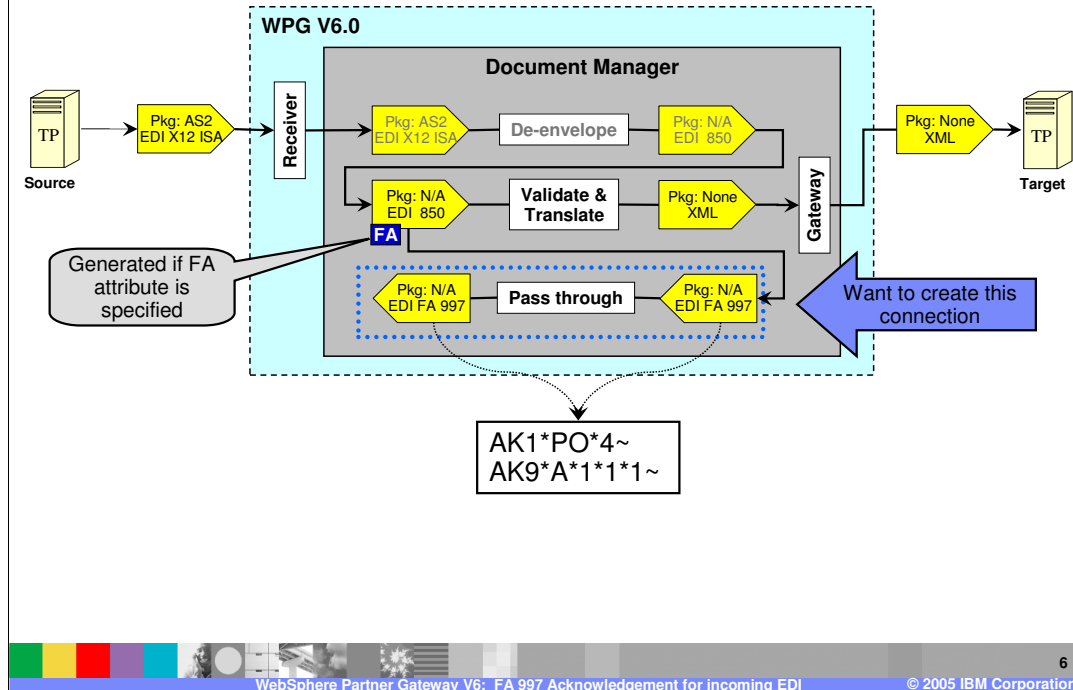 WPG V6.0
Document Manager
TP
Source
Pkg: AS2
EDI X12 ISA
Receiver
Pkg: AS2
EDI X12 ISA
De-envelope
Pkg: N/A
EDI 850
Pkg: N/A
EDI 850
FA
Validate &
Translate
Pkg: None
XML
Gateway
Pkg: None
XML
TP
Target
Generated if FA
attribute is
specified
Pkg: N/A
EDI FA 997
Pass through
Pkg: N/A
EDI FA 997
Want to create this
connection
AK1*PO*4~
AK9*A*1*1*1~
6
WebSphere Partner Gateway V6: FA 997 Acknowledgement for incoming EDI
© 2005 IBM Corporation